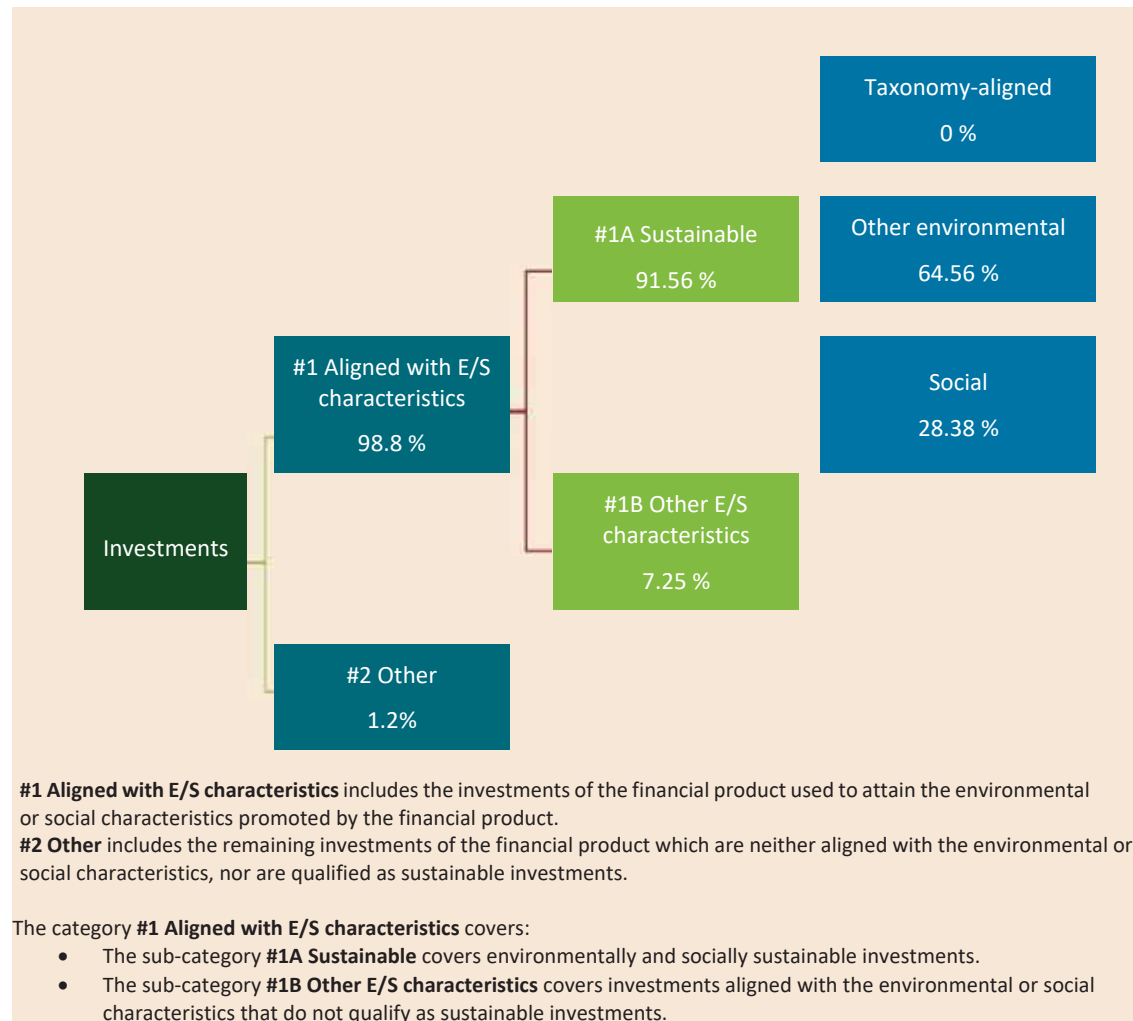 Taxonomy-aligned
0 %
#1A Sustainable
91.56 %
Other environmental
64.56 %
#1 Aligned with E/S
characteristics
98.8 %
Social
28.38 %
Investments
#1B Other E/S
characteristics
7.25 %
#2 Other
1.2%
#1 Aligned with E/S characteristics includes the investments of the financial product used to attain the environmental
or social characteristics promoted by the financial product.
#2 Other includes the remaining investments of the financial product which are neither aligned with the environmental or
social characteristics, nor are qualified as sustainable investments.
The category #1 Aligned with E/S characteristics covers:
• The sub-category #1A Sustainable covers environmentally and socially sustainable investments.
• The sub-category #1B Other E/S characteristics covers investments aligned with the environmental or social
characteristics that do not qualify as sustainable investments.